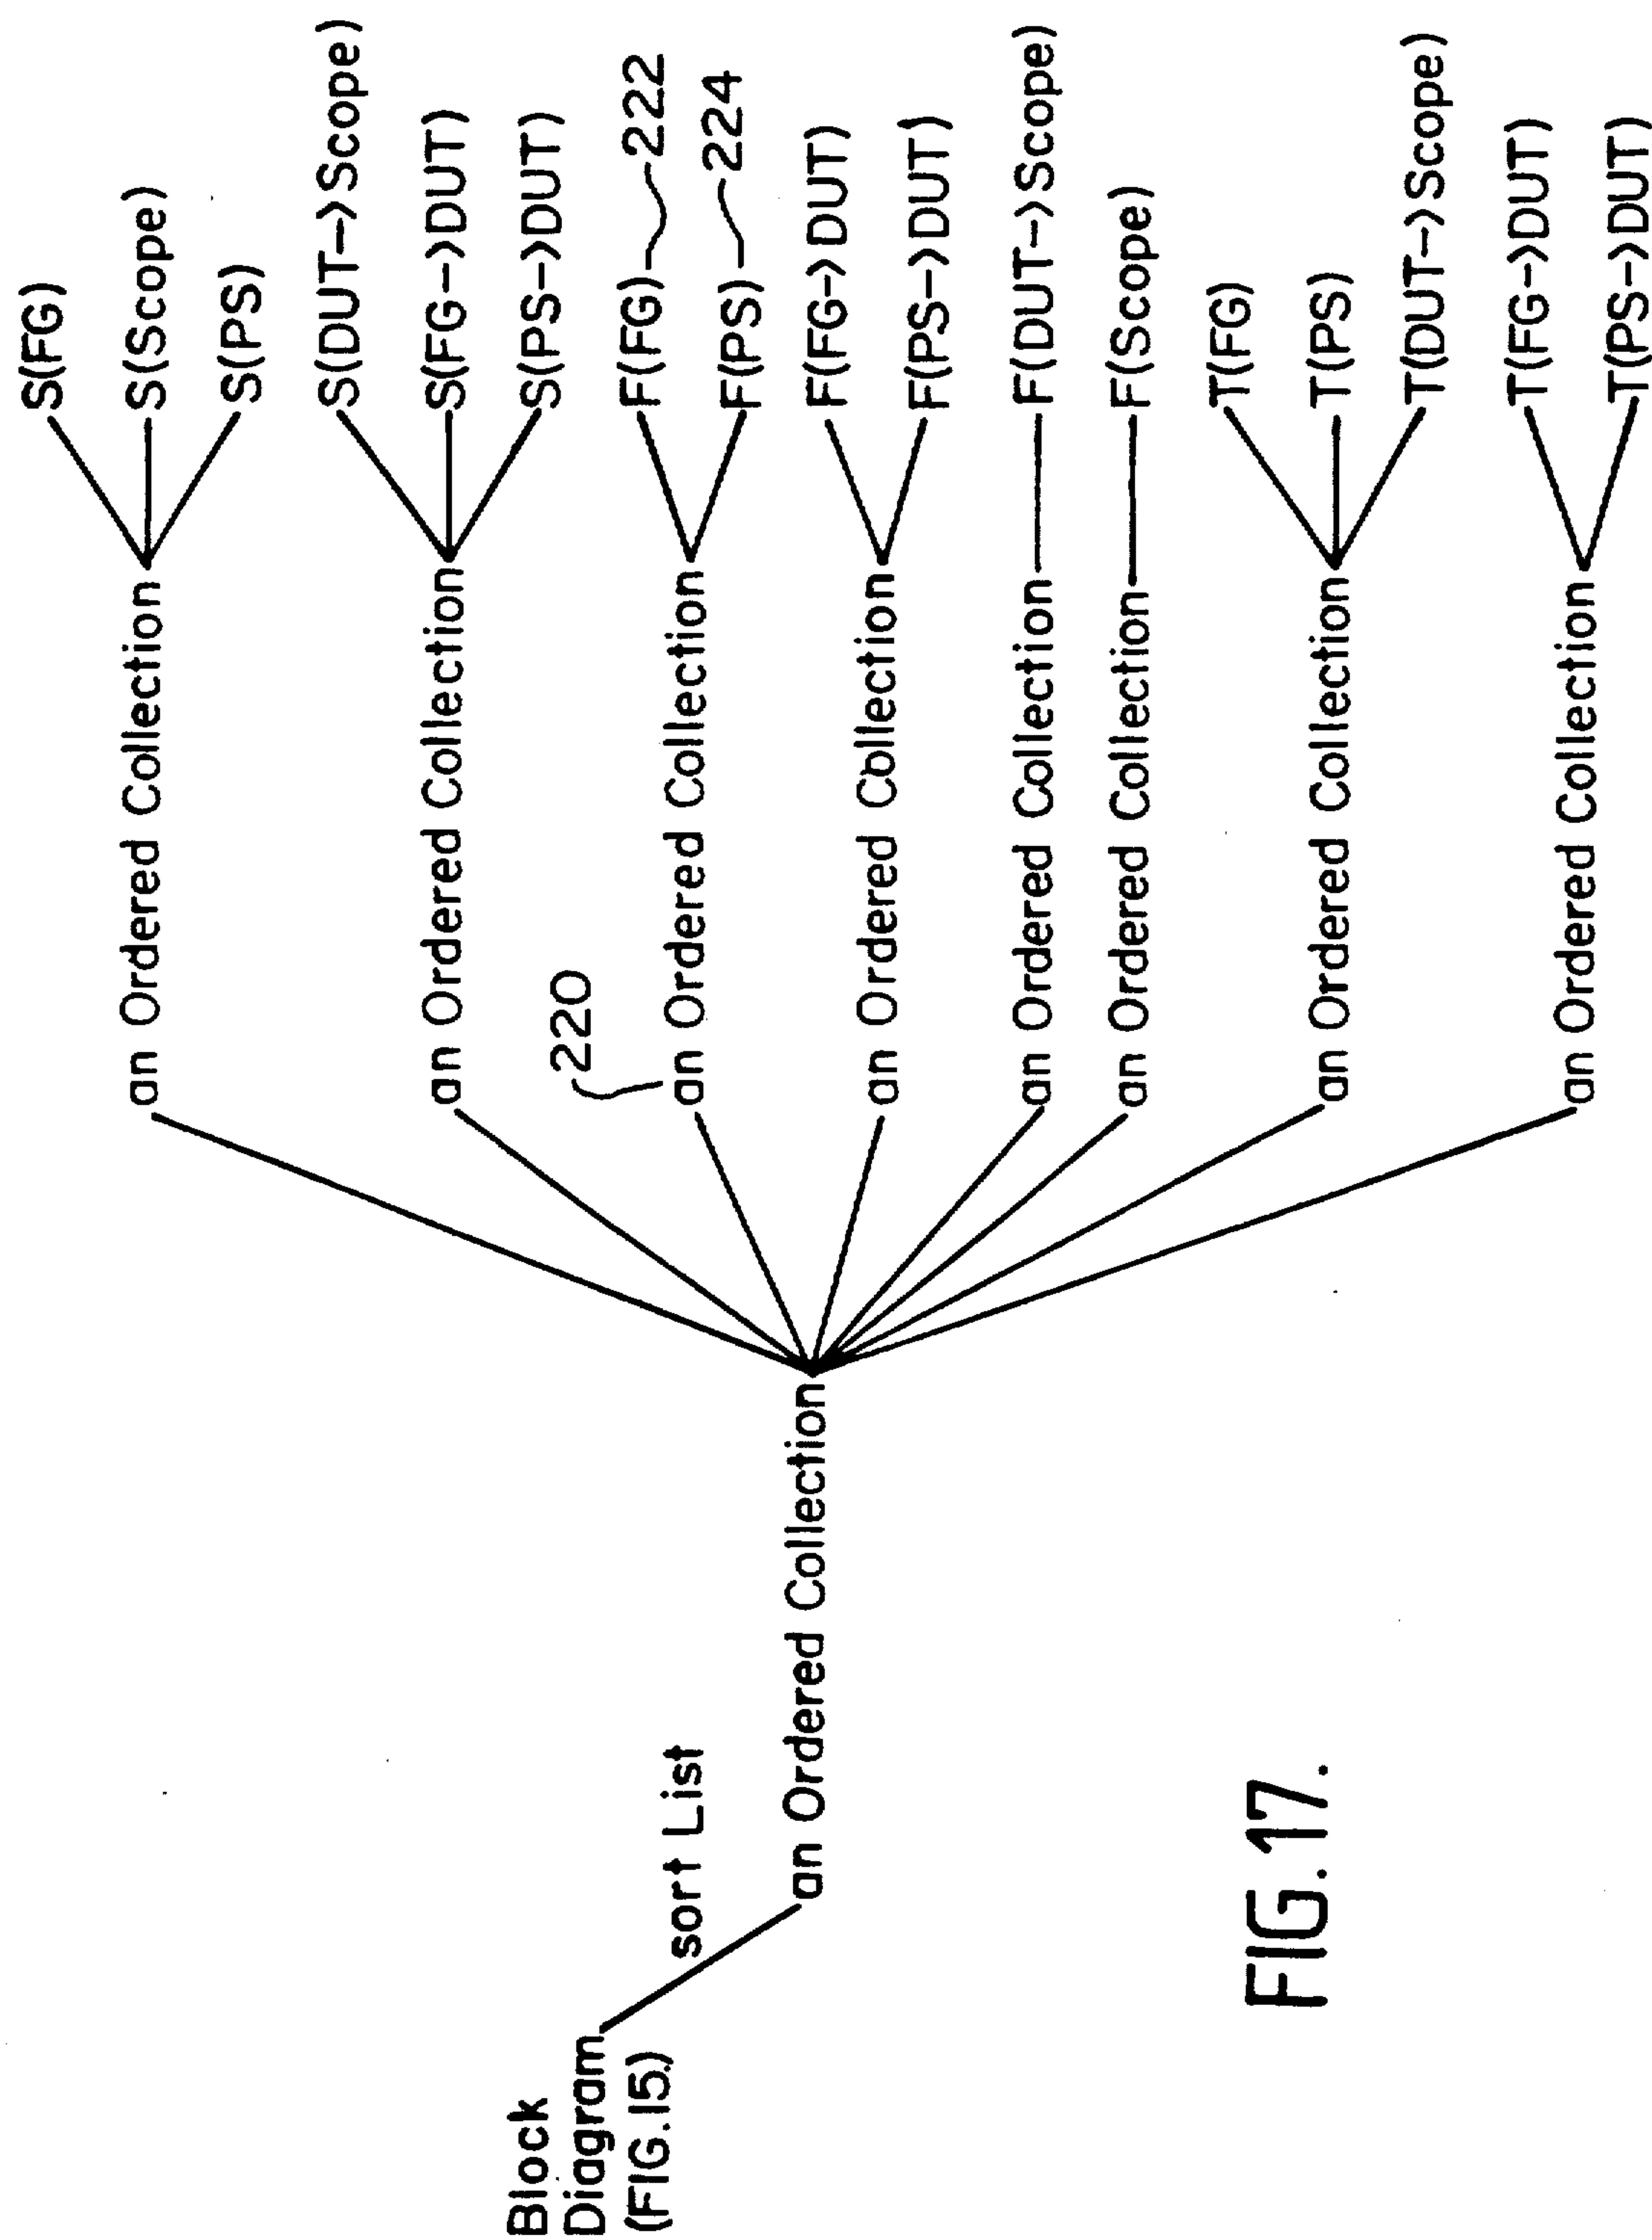 Block
Diagram
(FIG.15)
sort List
an Ordered Collection
an Ordered Collection
S(FG)
S(Scope)
S(PS)
an Ordered Collection
S(DUT->Scope)
S(FG->DUT)
S(PS->DUT)
220
an Ordered Collection
F(FG)
222
F(PS)
224
an Ordered Collection
F(FG->DUT)
F(PS->DUT)
an Ordered Collection
F(DUT->Scope)
an Ordered Collection
F(Scope)
an Ordered Collection
T(FG)
T(PS)
T(DUT->Scope)
an Ordered Collection
T(FG->DUT)
T(PS->DUT)
FIG.17.